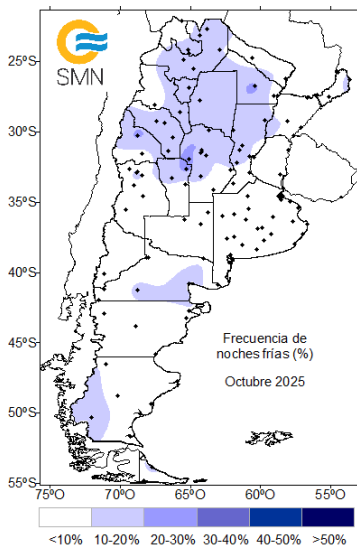 SMN
25°S
30°S
35°S
40°S
45°S
50°S
55°S
Frecuencia de
noches frías (%)
Octubre 2025
75°O 70°O 65°O 60°O 55°O
<10% 10-20% 20-30% 30-40% 40-50% >50%